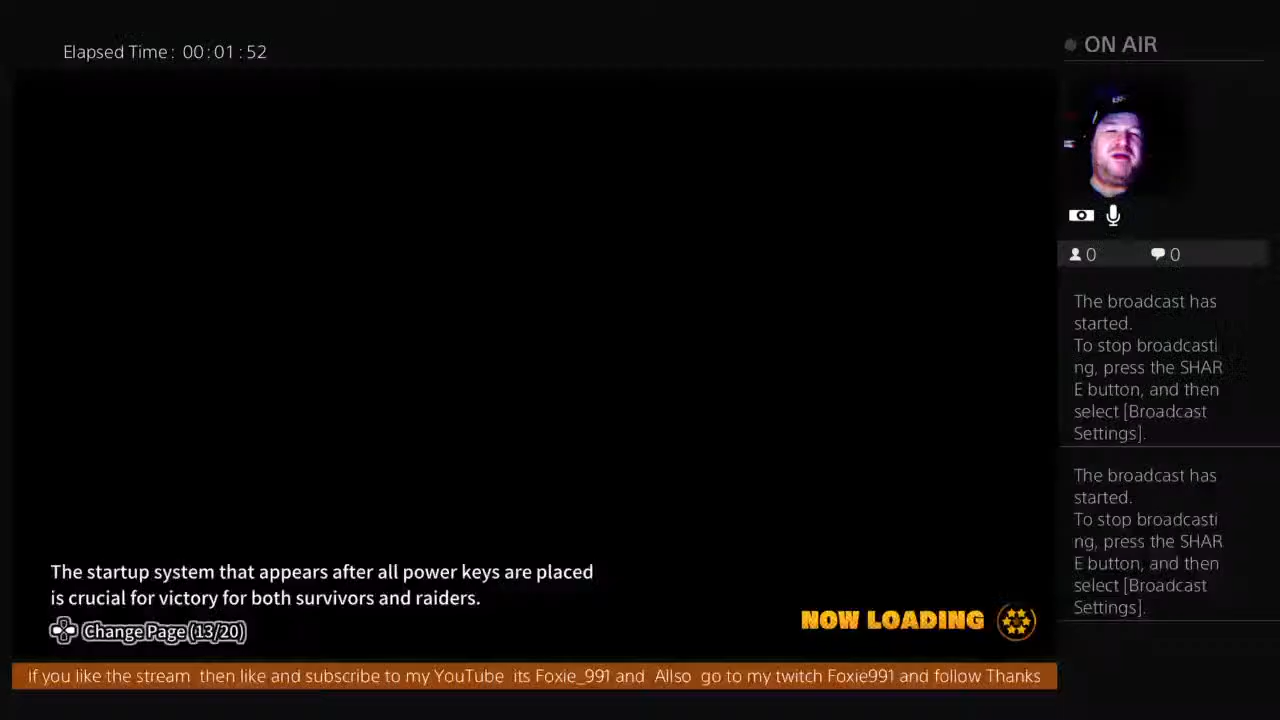 Elapsed Time: 00:01:52
ON AIR
0 0
The broadcast has
started.
To stop broadcasti
ng, press the SHAR
E button, and then
select [Broadcast
Settings].
The broadcast has
started.
To stop broadcasti
ng, press the SHAR
E button, and then
select [Broadcast
Settings].
The startup system that appears after all power keys are placed
is crucial for victory for both survivors and raiders.
Change Page (13/20)
NOW LOADING
if you like the stream then like and subscribe to my YouTube its Foxie_991 and Allso go to my twitch Foxie991 and follow Thanks